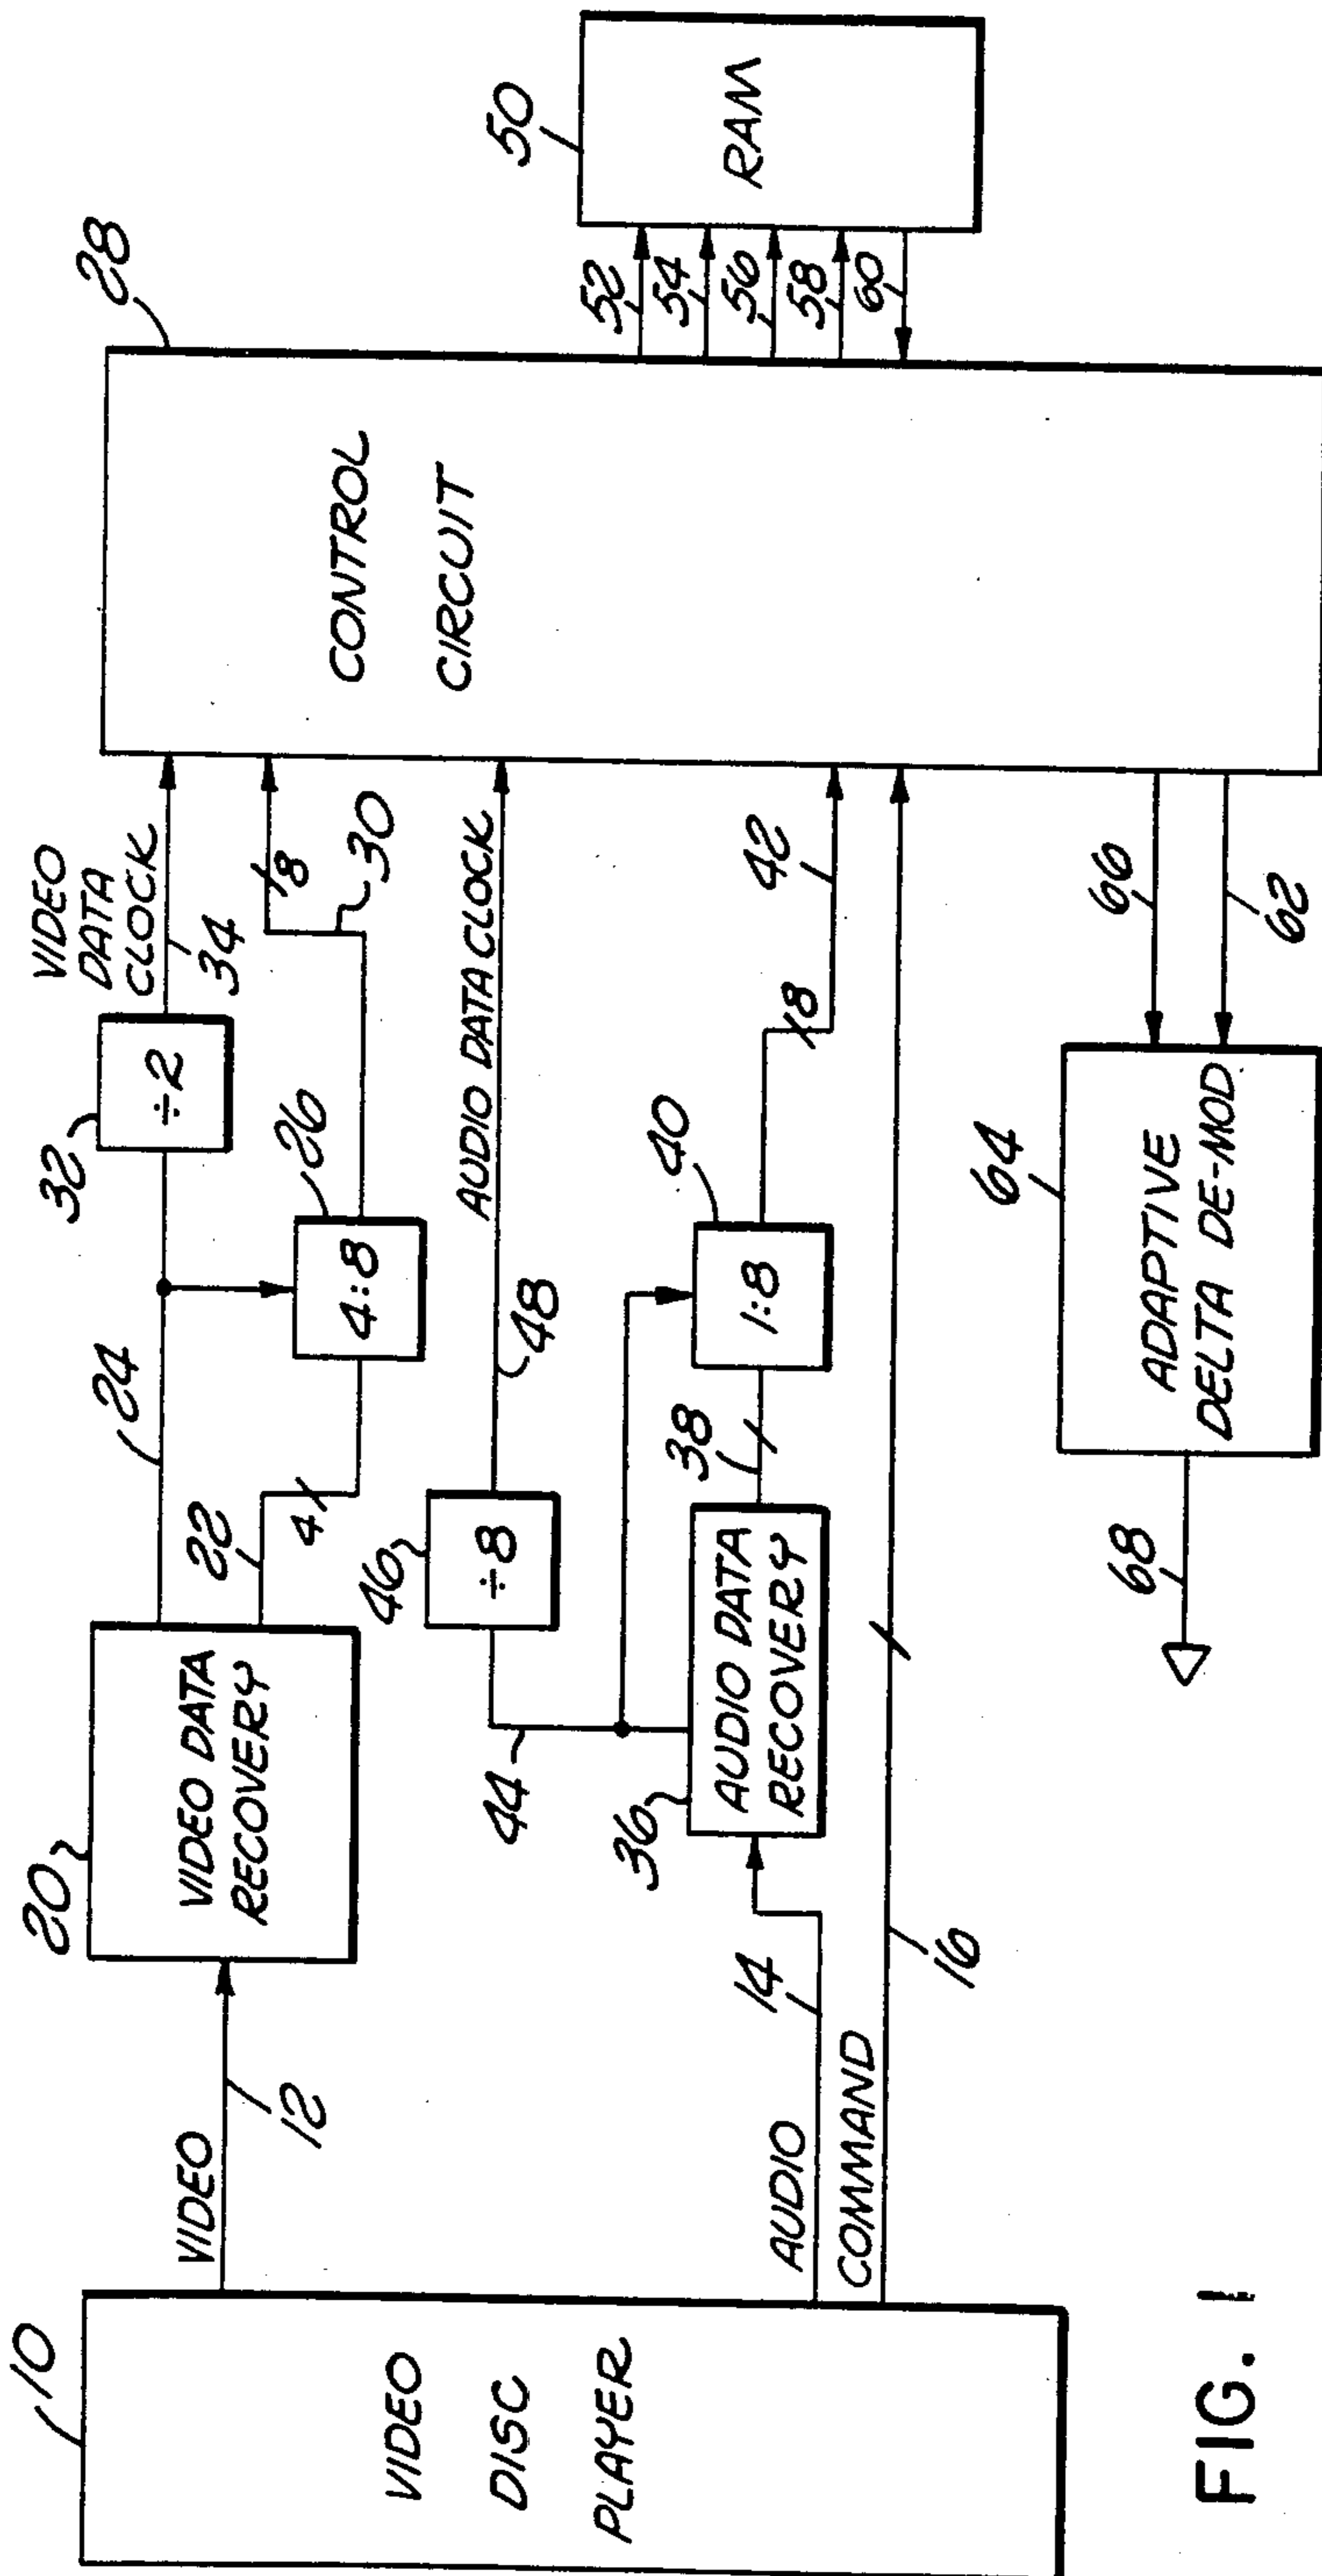 10
VIDEO
DISC
PLAYER
VIDEO
12
AUDIO
14
COMMAND
16
20
VIDEO DATA
RECOVERY
22
4
24
32
÷2
VIDEO
DATA
CLOCK
34
26
4:8
8
30
46
÷8
AUDIO DATA CLOCK
48
44
36
AUDIO DATA
RECOVERY
38
40
1:8
8
42
28
CONTROL
CIRCUIT
50
RAM
52
54
56
58
60
66
62
64
ADAPTIVE
DELTA DE-MOD.
68
FIG. 1